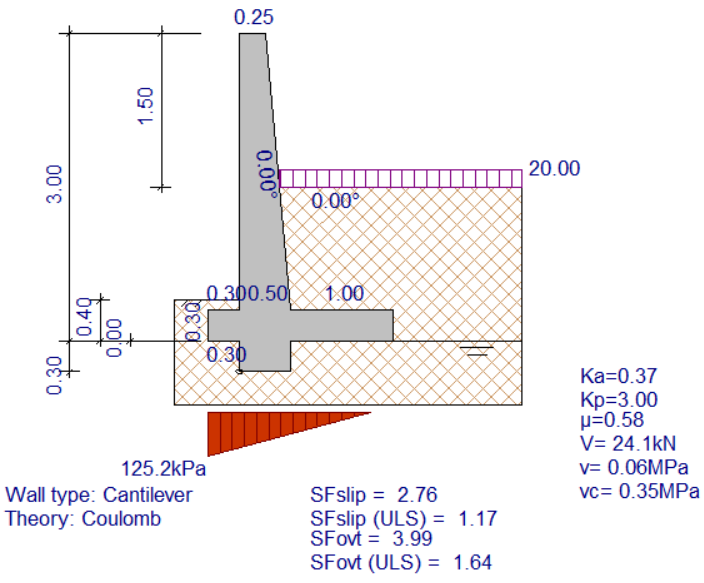 0.25
1.50
3.00
20.00
0.00°
0.00°
0.30 0.50 1.00
0.40
0.30
0.00
0.30
0.30
125.2kPa
Ka=0.37
Kp=3.00
µ=0.58
V= 24.1kN
v= 0.06MPa
vc= 0.35MPa
Wall type: Cantilever
Theory: Coulomb
SFslip = 2.76
SFslip (ULS) = 1.17
SFovt = 3.99
SFovt (ULS) = 1.64